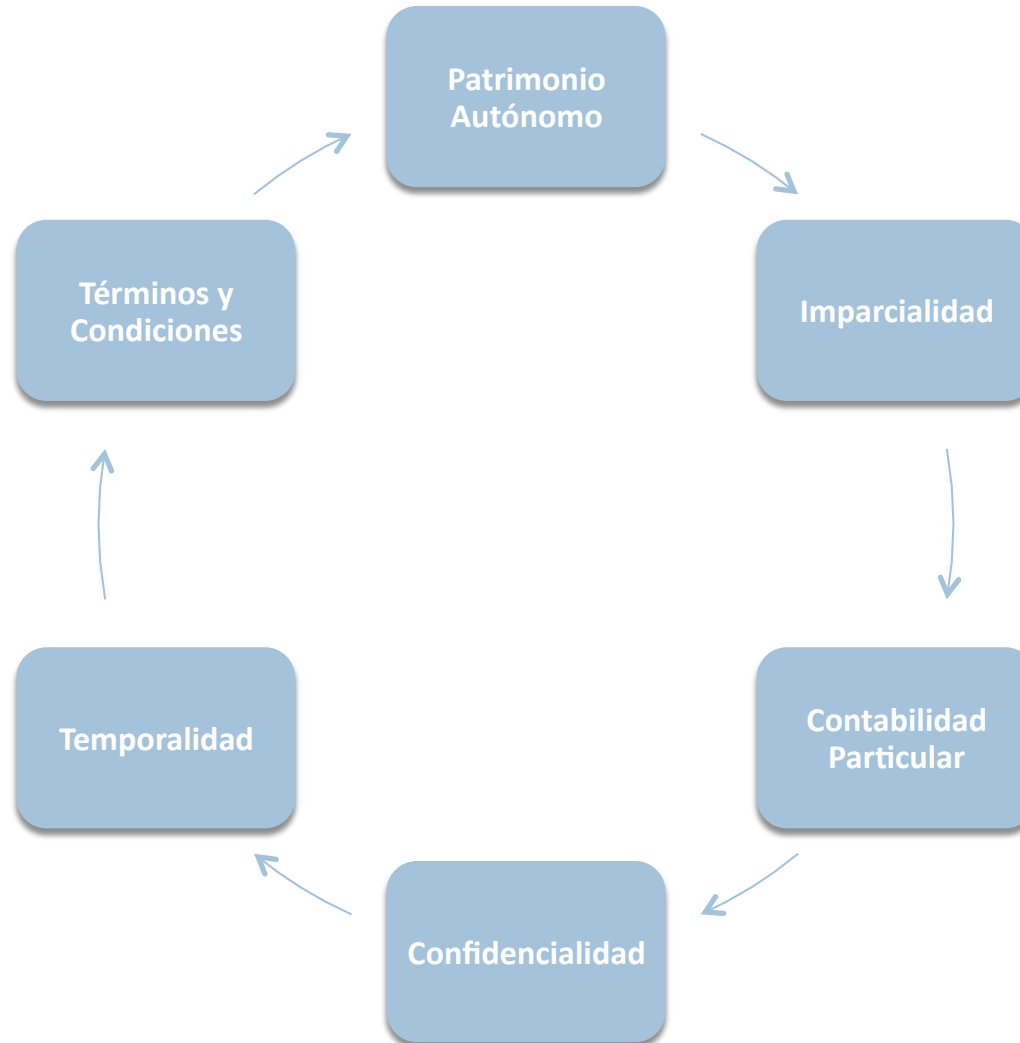 Patrimonio
Autónomo
Imparcialidad
Contabilidad
Particular
Confidencialidad
Temporalidad
Términos y
Condiciones